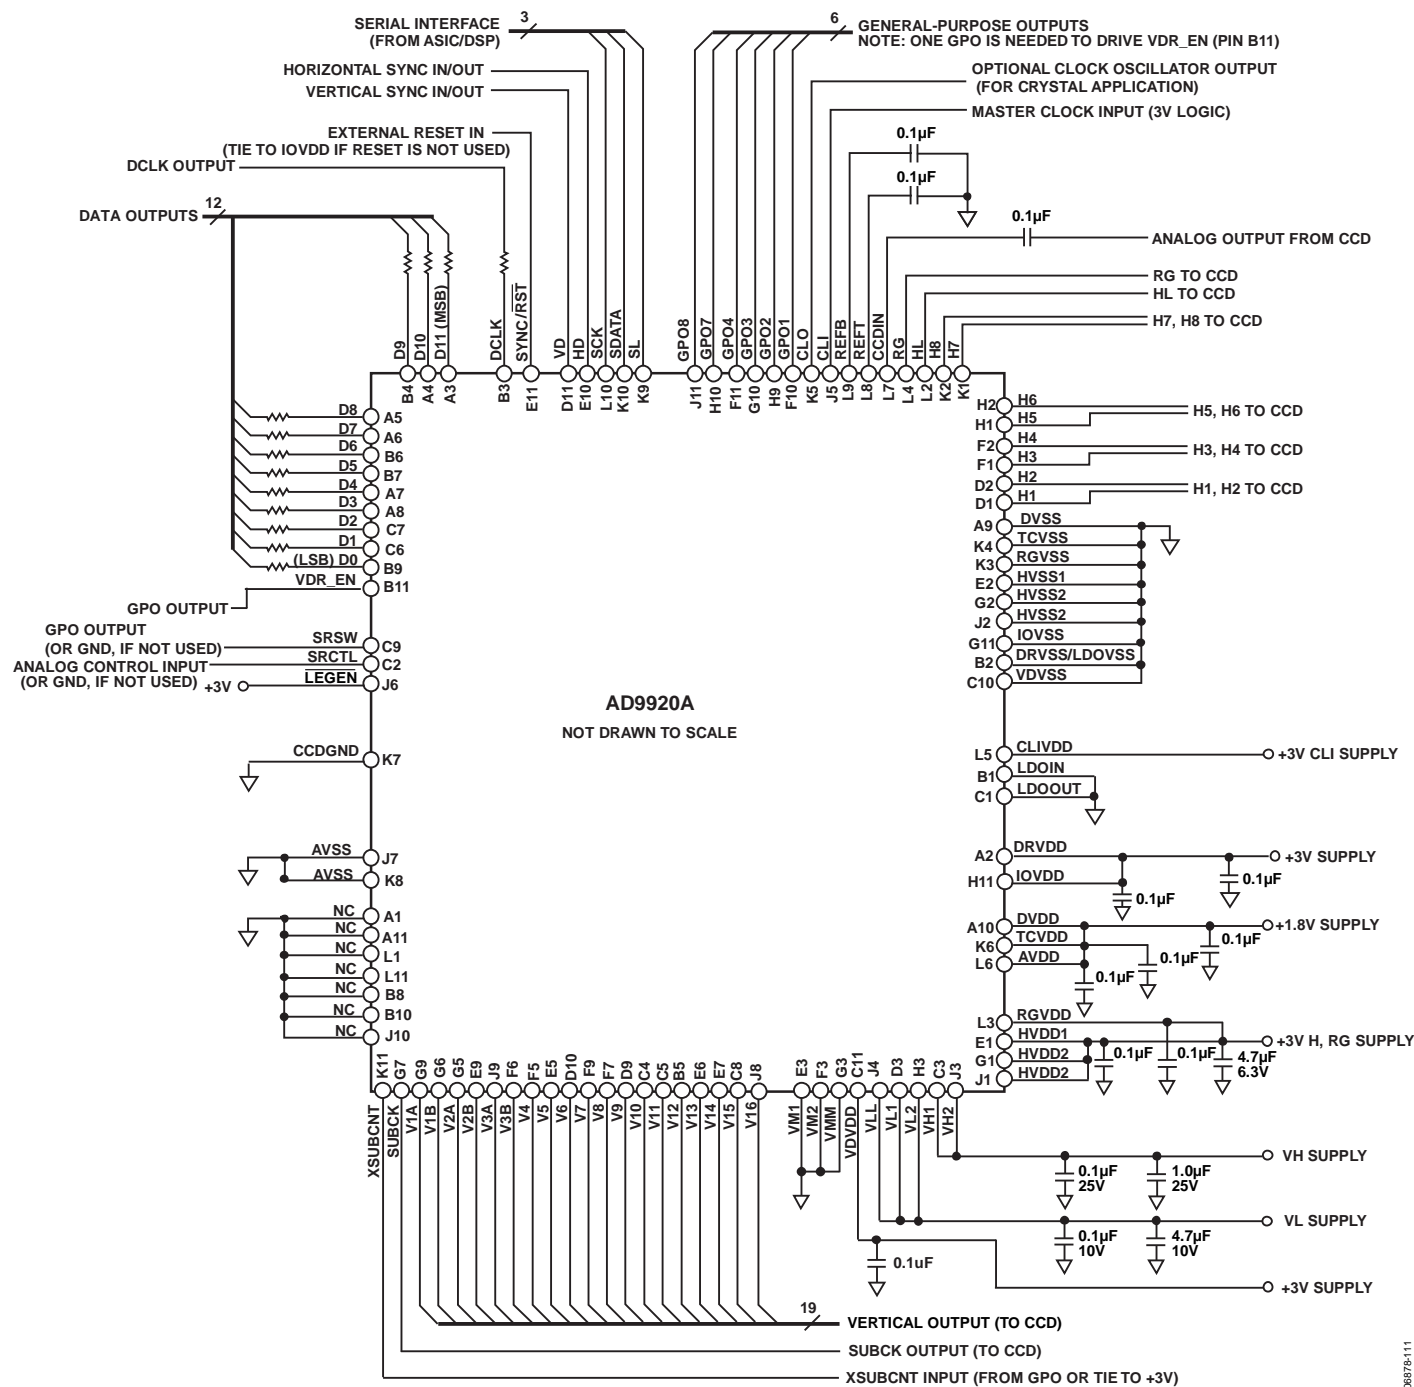 SERIAL INTERFACE
(FROM ASIC/DSP)
3
6
GENERAL-PURPOSE OUTPUTS
NOTE: ONE GPO IS NEEDED TO DRIVE VDR_EN (PIN B11)
HORIZONTAL SYNC IN/OUT
VERTICAL SYNC IN/OUT
OPTIONAL CLOCK OSCILLATOR OUTPUT
(FOR CRYSTAL APPLICATION)
MASTER CLOCK INPUT (3V LOGIC)
EXTERNAL RESET IN
(TIE TO IOVDD IF RESET IS NOT USED)
0.1µF
DCLK OUTPUT
0.1µF
DATA OUTPUTS
12
0.1µF
ANALOG OUTPUT FROM CCD
RG TO CCD
HL TO CCD
H7, H8 TO CCD
D9
D10
D11 (MSB)
DCLK
SYNC/RST
VD
HD
SCK
SDATA
SL
GPO8
GPO7
GPO4
GPO3
GPO2
GPO1
CLO
CLI
REFB
REFT
CCDIN
RG
HL
H8
H7
B4
A4
A3
B3
E11
D11
E10
L10
K10
K9
J11
H10
F11
G10
H9
F10
K5
J5
L9
L8
L7
L4
L2
K2
K1
D8 A5
D7 A6
D6 B6
D5 B7
D4 A7
D3 A8
D2 C7
D1 C6
(LSB) D0 B9
VDR_EN B11
GPO OUTPUT
GPO OUTPUT
(OR GND, IF NOT USED)
SRSW C9
ANALOG CONTROL INPUT
(OR GND, IF NOT USED)
SRCTL C2
+3V
LEGEN J6
CCDGND K7
AVSS J7
AVSS K8
NC A1
NC A11
NC L1
NC L11
NC B8
NC B10
NC J10
AD9920A
NOT DRAWN TO SCALE
H2 H6
H1 H5
H5, H6 TO CCD
F2 H4
F1 H3
H3, H4 TO CCD
D2 H2
D1 H1
H1, H2 TO CCD
A9 DVSS
K4 TCVSS
K3 RGVSS
E2 HVSS1
G2 HVSS2
J2 HVSS2
G11 IOVSS
B2 DRVSS/LDOVSS
C10 VDVSS
L5 CLIVDD
+3V CLI SUPPLY
B1 LDOIN
C1 LDOOUT
A2 DRVDD
+3V SUPPLY
H11 IOVDD
0.1µF
0.1µF
A10 DVDD
+1.8V SUPPLY
K6 TCVDD
L6 AVDD
0.1µF
0.1µF
0.1µF
L3 RGVDD
E1 HVDD1
+3V H, RG SUPPLY
G1 HVDD2
J1 HVDD2
0.1µF
0.1µF
4.7µF
6.3V
K11
G7
G9
G6
G5
E9
J9
F6
F5
E5
D10
F9
F7
D9
C4
C5
B5
E6
E7
C8
J8
E3
F3
G3
C11
J4
D3
H3
C3
J3
XSUBCNT
SUBCK
V1A
V1B
V2A
V2B
V3A
V3B
V4
V5
V6
V7
V8
V9
V10
V11
V12
V13
V14
V15
V16
VM1
VM2
VMM
VDVDD
VLL
VL1
VL2
VH1
VH2
VH SUPPLY
0.1µF
25V
1.0µF
25V
VL SUPPLY
0.1µF
10V
4.7µF
10V
0.1uF
+3V SUPPLY
19
VERTICAL OUTPUT (TO CCD)
SUBCK OUTPUT (TO CCD)
XSUBCNT INPUT (FROM GPO OR TIE TO +3V)
06878-111